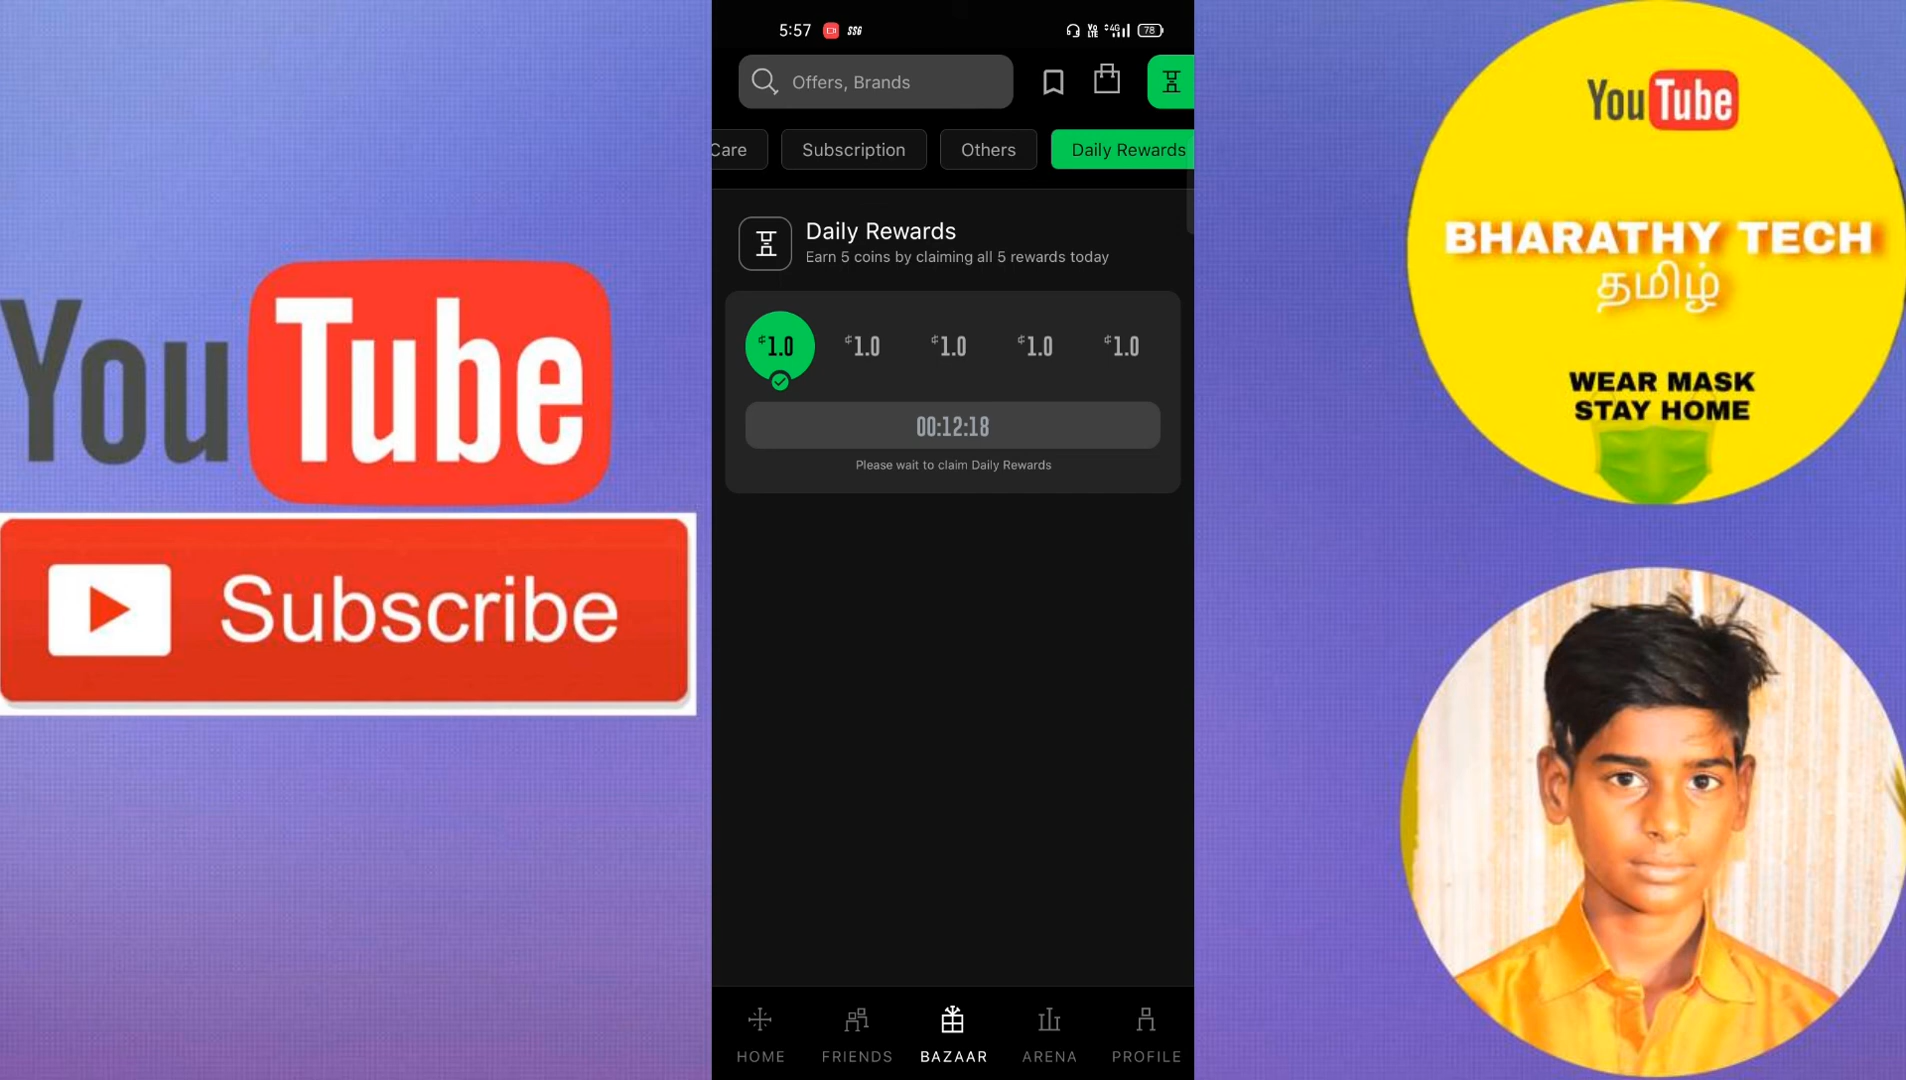 YouTube
Subscribe
5:57
78
Offers, Brands
Care
Subscription
Others
Daily Rewards
Daily Rewards
Earn 5 coins by claiming all 5 rewards today
1.0
1.0
1.0
1.0
1.0
00:12:18
Please wait to claim Daily Rewards
HOME
FRIENDS
BAZAAR
ARENA
PROFILE
YouTube
BHARATHY TECH
தமிழ்
WEAR MASK
STAY HOME